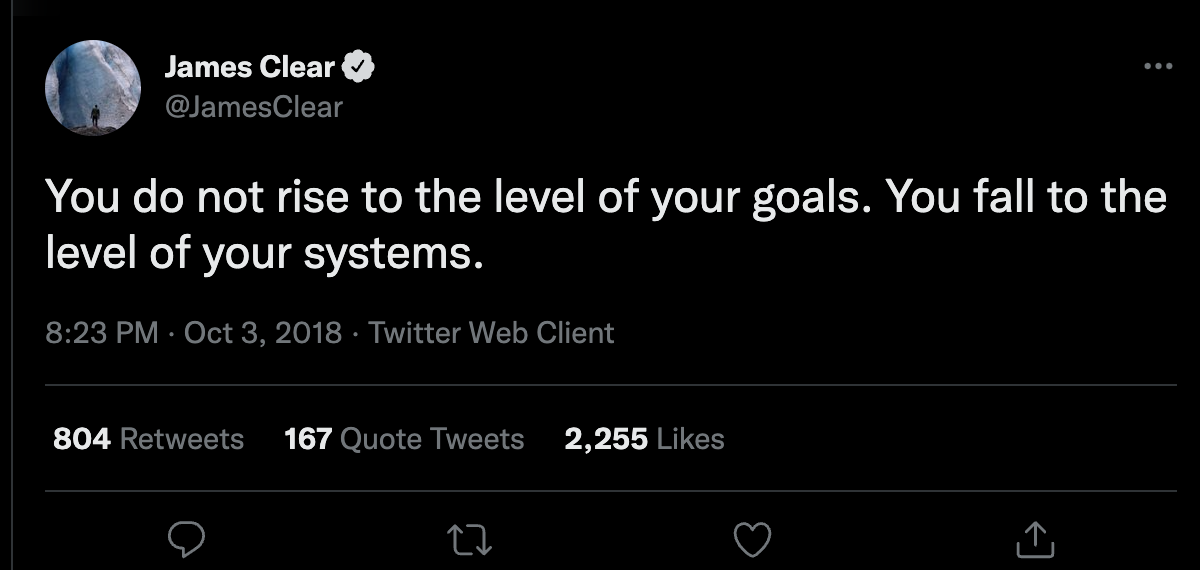 James Clear
@JamesClear
You do not rise to the level of your goals. You fall to the
level of your systems.
8:23 PM · Oct 3, 2018 · Twitter Web Client
804 Retweets 167 Quote Tweets 2,255 Likes